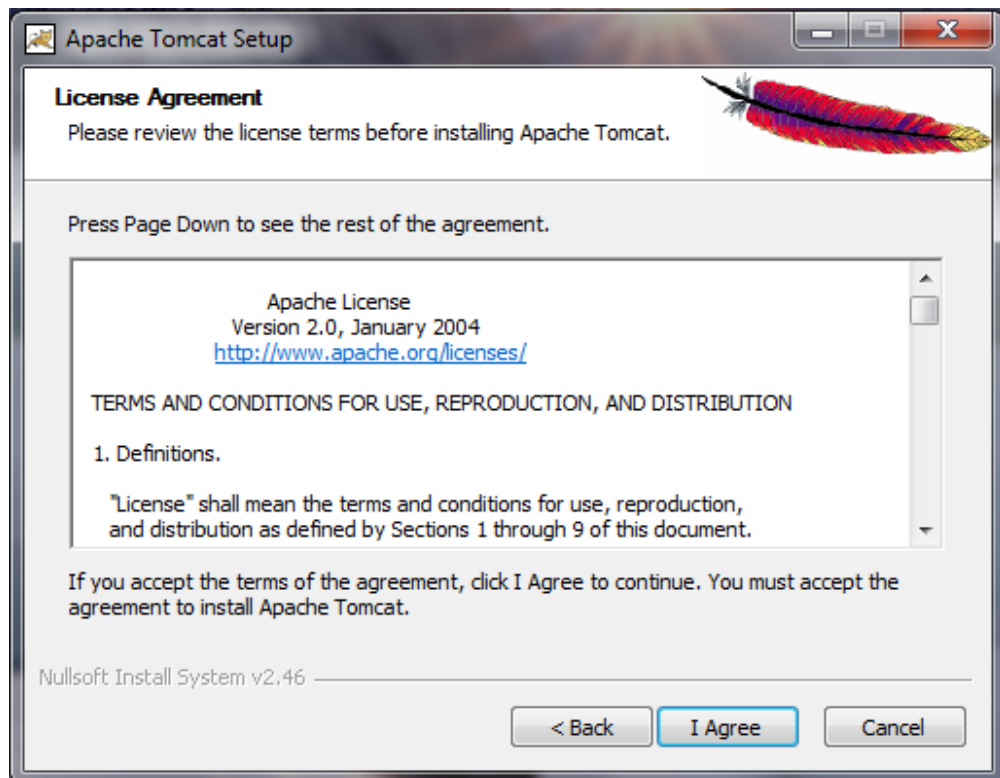 Apache Tomcat Setup
License Agreement
Please review the license terms before installing Apache Tomcat.
Press Page Down to see the rest of the agreement.
Apache License
Version 2.0, January 2004
http://www.apache.org/licenses/
TERMS AND CONDITIONS FOR USE, REPRODUCTION, AND DISTRIBUTION
1. Definitions.
"License" shall mean the terms and conditions for use, reproduction,
and distribution as defined by Sections 1 through 9 of this document.
If you accept the terms of the agreement, click I Agree to continue. You must accept the
agreement to install Apache Tomcat.
Nullsoft Install System v2.46
< Back I Agree Cancel